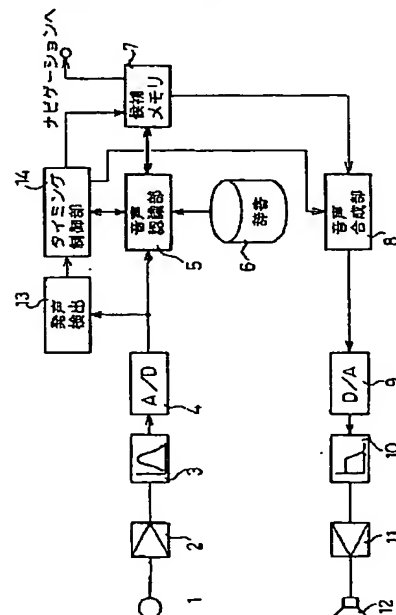 ナビゲーションへ
14
タイミング
制御部
7
候補
メモリ
13
発声
検出
音声
認識部
5
辞書
6
音声
合成部
8
A/D
4
3
2
1
D/A
9
10
11
12